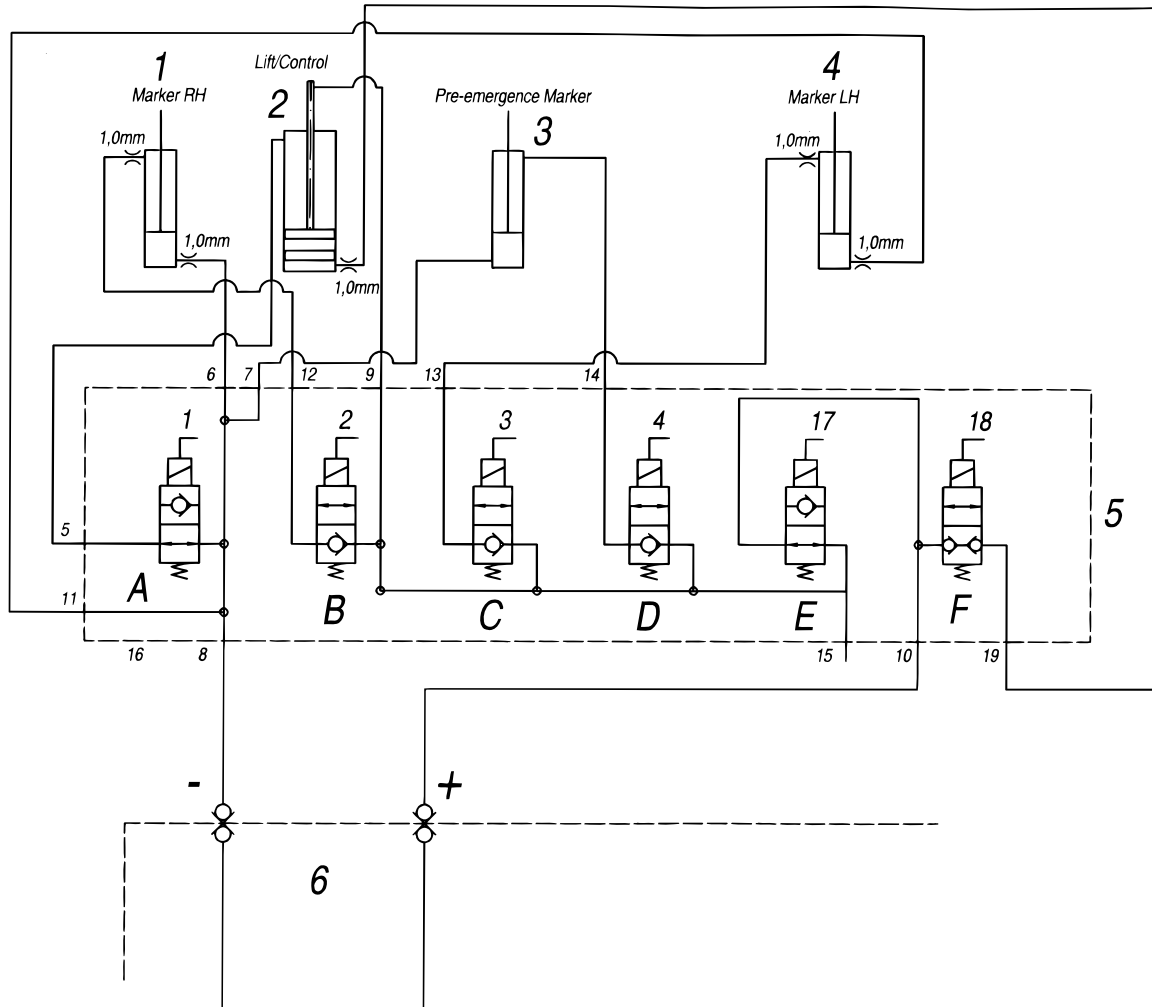 Lift/Control
1
4
Marker RH
2
Pre-emergence Marker
3
Marker LH
1,0mm
1,0mm
1,0mm
1,0mm
1,0mm
6
7
12
9
13
14
1
2
3
4
17
18
5
5
A
B
C
D
E
F
11
16
8
15
10
19
-
+
6